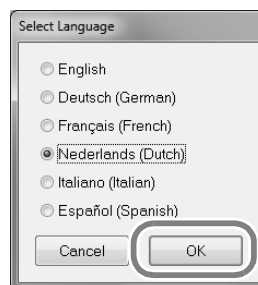 Select Language
English
Deutsch (German)
Français (French)
Nederlands (Dutch)
Italiano (Italian)
Español (Spanish)
Cancel OK